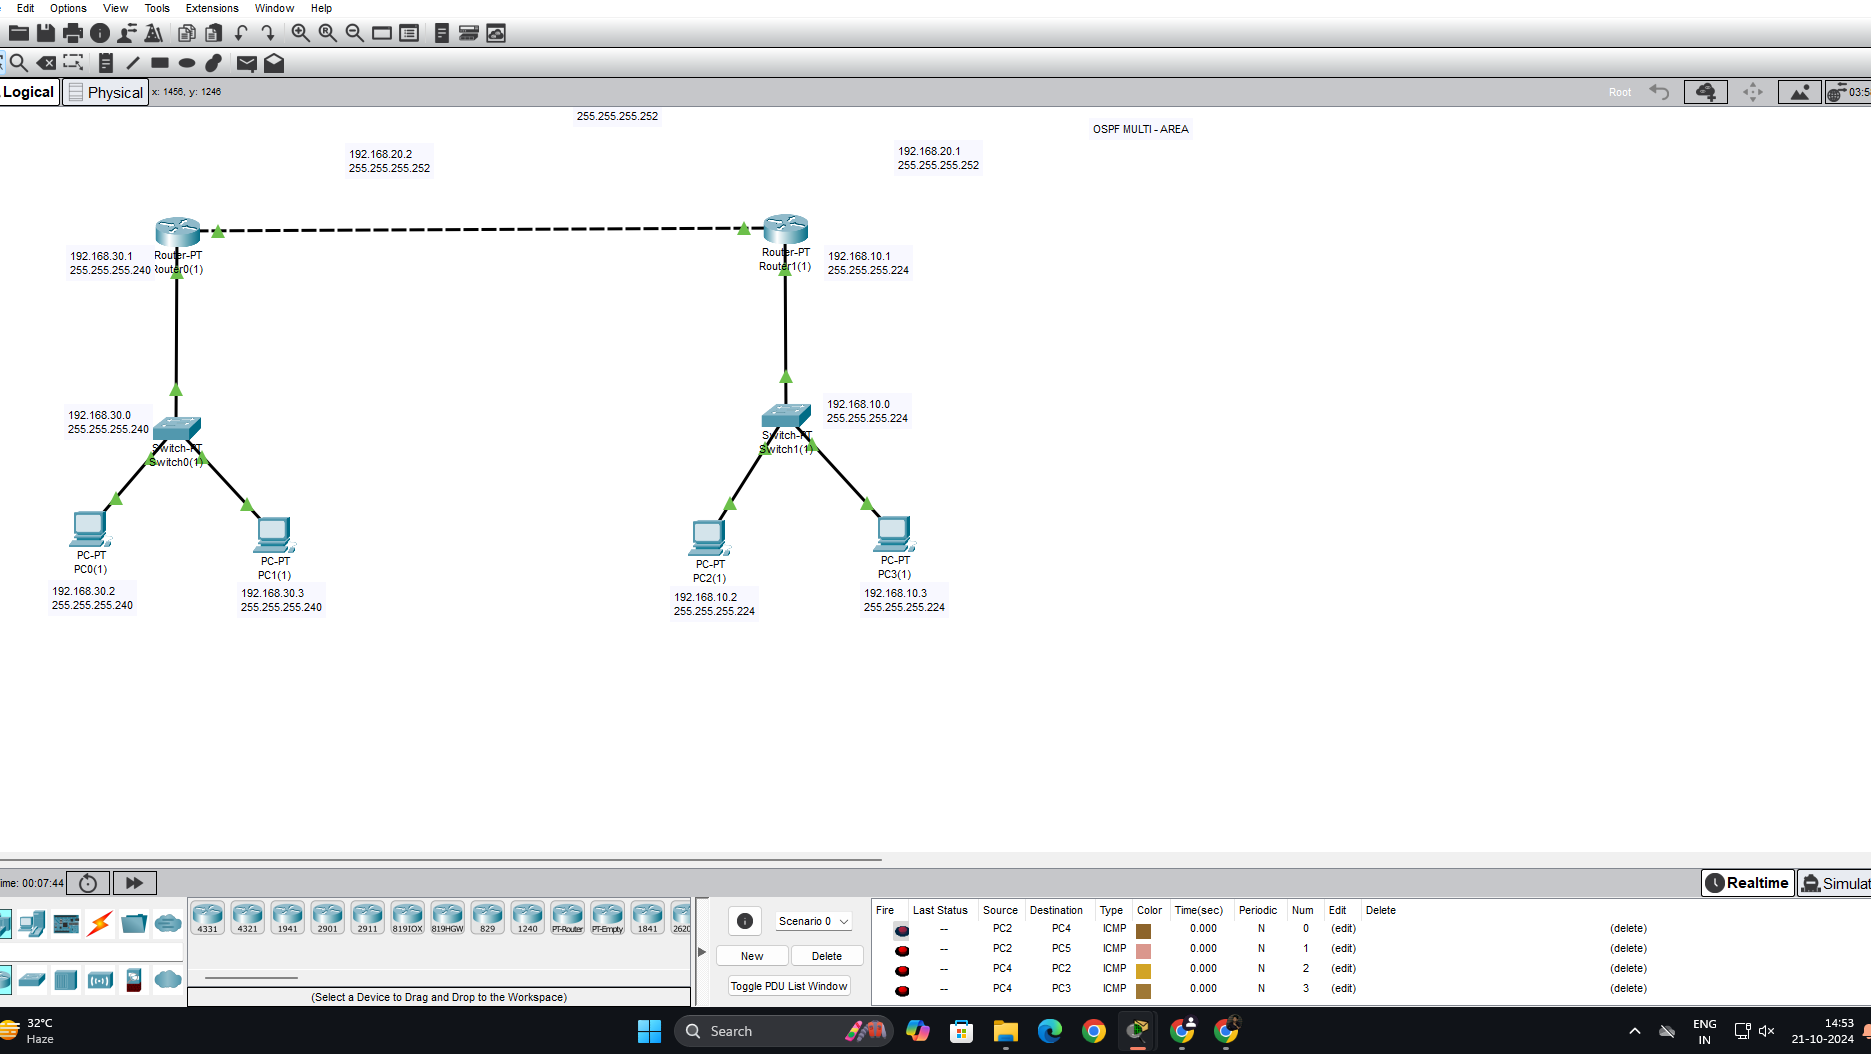 Edit Options View Tools Extensions Window Help
Logical Physical x: 1456, y: 1246 Root
255.255.255.252
OSPF MULTI - AREA
192.168.20.2
255.255.255.252
192.168.20.1
255.255.255.252
192.168.30.1
255.255.255.240
Router-PT
Router0(1)
Router-PT
Router1(1)
192.168.10.1
255.255.255.224
192.168.30.0
255.255.255.240
Switch-PT
Switch0(1)
192.168.10.0
255.255.255.224
Switch-PT
Switch1(1)
PC-PT
PC0(1)
192.168.30.2
255.255.255.240
PC-PT
PC1(1)
192.168.30.3
255.255.255.240
PC-PT
PC2(1)
192.168.10.2
255.255.255.224
PC-PT
PC3(1)
192.168.10.3
255.255.255.224
ime: 00:07:44
Realtime Simulat
4331 4321 1941 2901 2911 819IOX 819HGW 829 1240 PT-Router PT-Empty 1841 262
(Select a Device to Drag and Drop to the Workspace)
Scenario 0
New Delete
Toggle PDU List Window
Fire Last Status Source Destination Type Color Time(sec) Periodic Num Edit Delete
-- PC2 PC4 ICMP 0.000 N 0 (edit) (delete)
-- PC2 PC5 ICMP 0.000 N 1 (edit) (delete)
-- PC4 PC2 ICMP 0.000 N 2 (edit) (delete)
-- PC4 PC3 ICMP 0.000 N 3 (edit) (delete)
32°C
Haze
Search
ENG
IN
14:53
21-10-2024